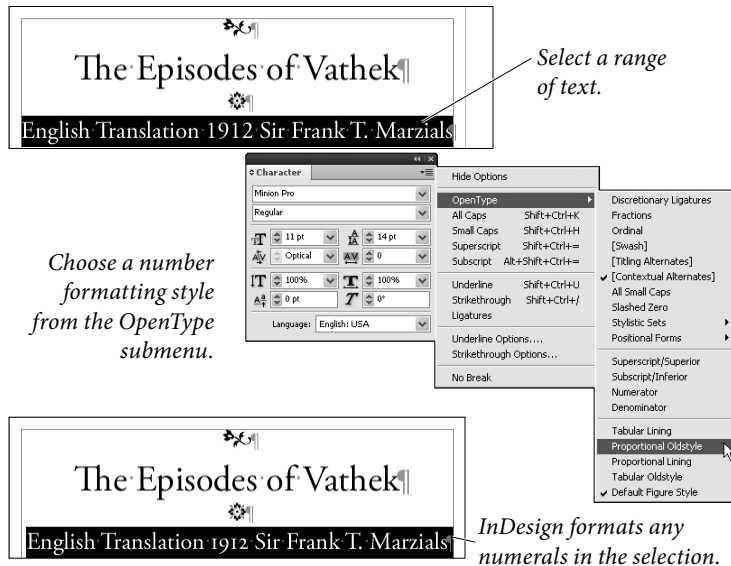 The Episodes of Vathek¶
Select a range
of text.
English Translation 1912 Sir Frank T. Marzials
Character
Minion Pro
Regular
11 pt
14 pt
Optical
0
100%
100%
0 pt
0°
Language: English: USA
Choose a number
formatting style
from the OpenType
submenu.
Hide Options
OpenType
All Caps Shift+Ctrl+K
Small Caps Shift+Ctrl+H
Superscript Shift+Ctrl+=
Subscript Alt+Shift+Ctrl+=
Underline Shift+Ctrl+U
Strikethrough Shift+Ctrl+/
Ligatures
Underline Options....
Strikethrough Options...
No Break
Discretionary Ligatures
Fractions
Ordinal
[Swash]
[Titling Alternates]
[Contextual Alternates]
All Small Caps
Slashed Zero
Stylistic Sets
Positional Forms
Superscript/Superior
Subscript/Inferior
Numerator
Denominator
Tabular Lining
Proportional Oldstyle
Proportional Lining
Tabular Oldstyle
Default Figure Style
The Episodes of Vathek¶
English Translation 1912 Sir Frank T. Marzials
InDesign formats any
numerals in the selection.